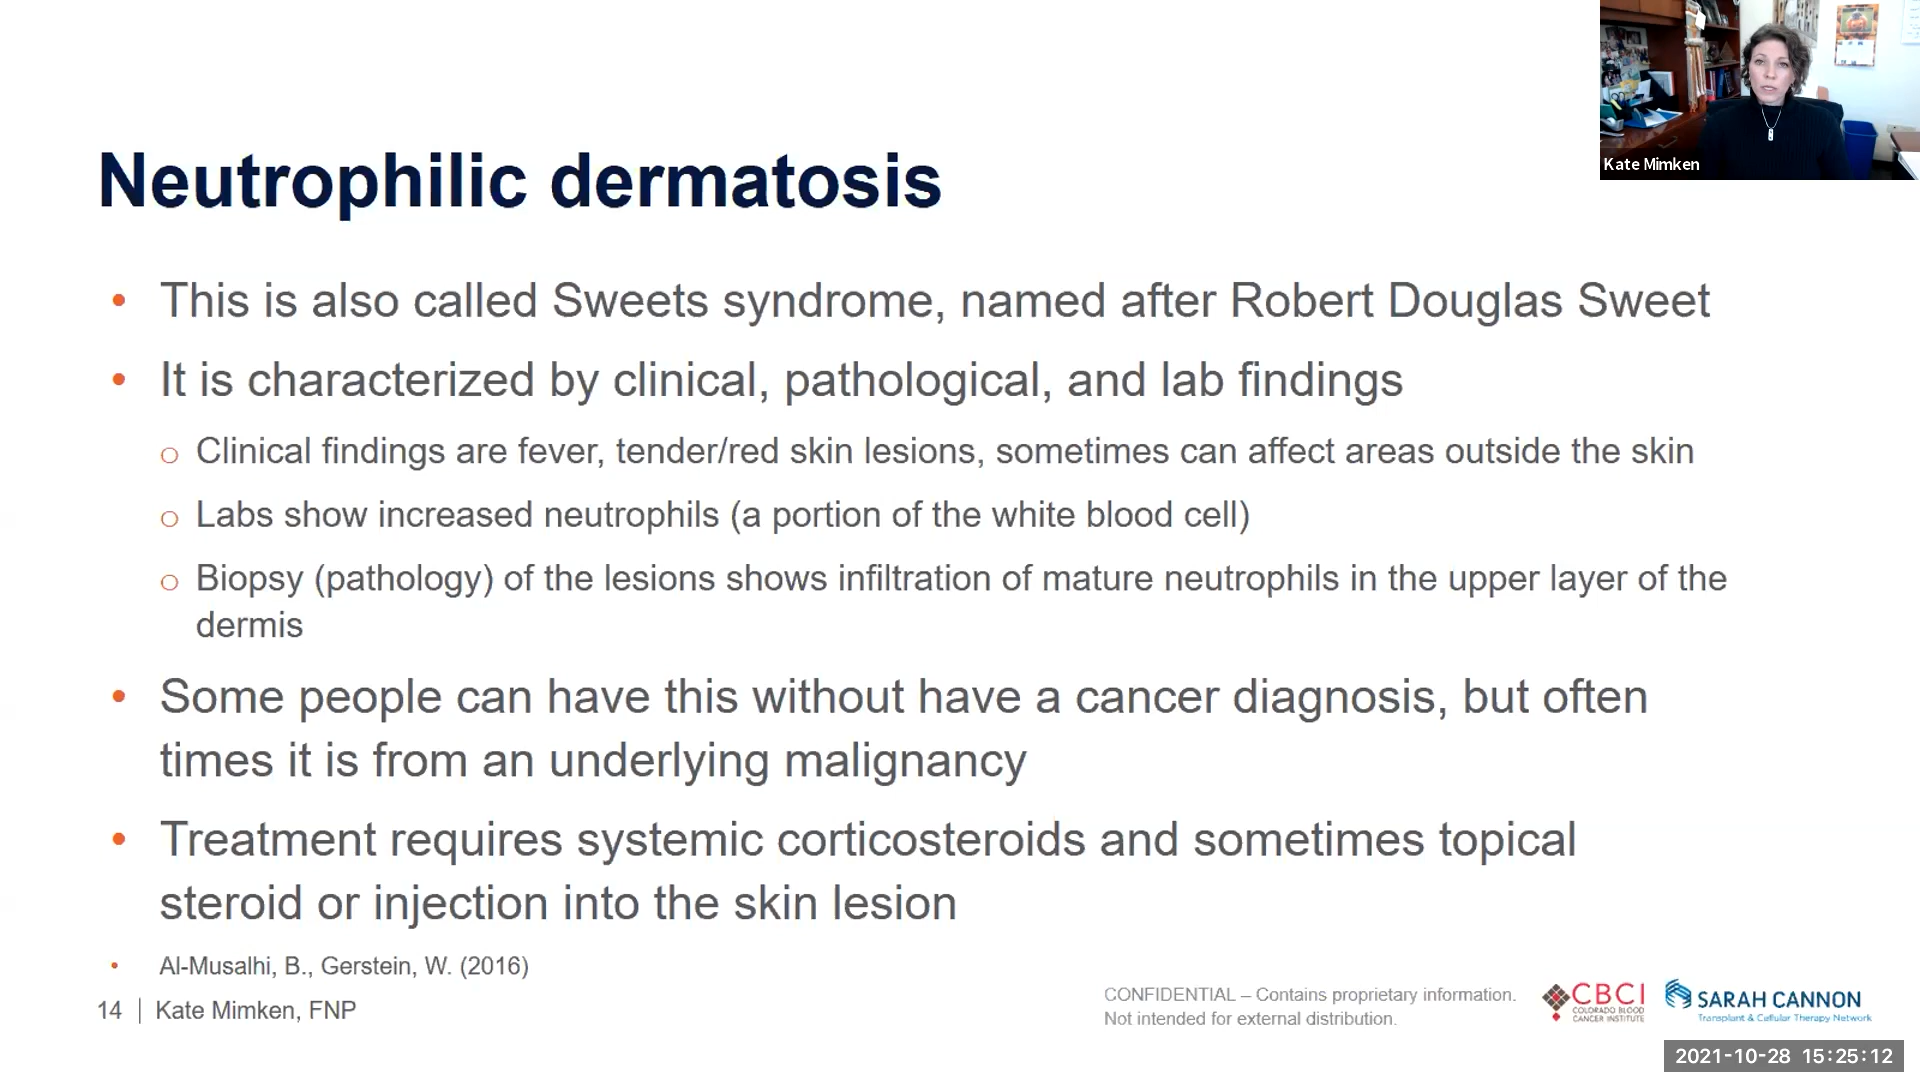 Kate Mimken
Neutrophilic dermatosis
• This is also called Sweets syndrome, named after Robert Douglas Sweet
• It is characterized by clinical, pathological, and lab findings
o Clinical findings are fever, tender/red skin lesions, sometimes can affect areas outside the skin
o Labs show increased neutrophils (a portion of the white blood cell)
o Biopsy (pathology) of the lesions shows infiltration of mature neutrophils in the upper layer of the
dermis
• Some people can have this without have a cancer diagnosis, but often
times it is from an underlying malignancy
• Treatment requires systemic corticosteroids and sometimes topical
steroid or injection into the skin lesion
• Al-Musalhi, B., Gerstein, W. (2016)
14 | Kate Mimken, FNP
CONFIDENTIAL – Contains proprietary information.
Not intended for external distribution.
CBCI
COLORADO BLOOD
CANCER INSTITUTE
SARAH CANNON
Transplant & Cellular Therapy Network
2021-10-28 15:25:12